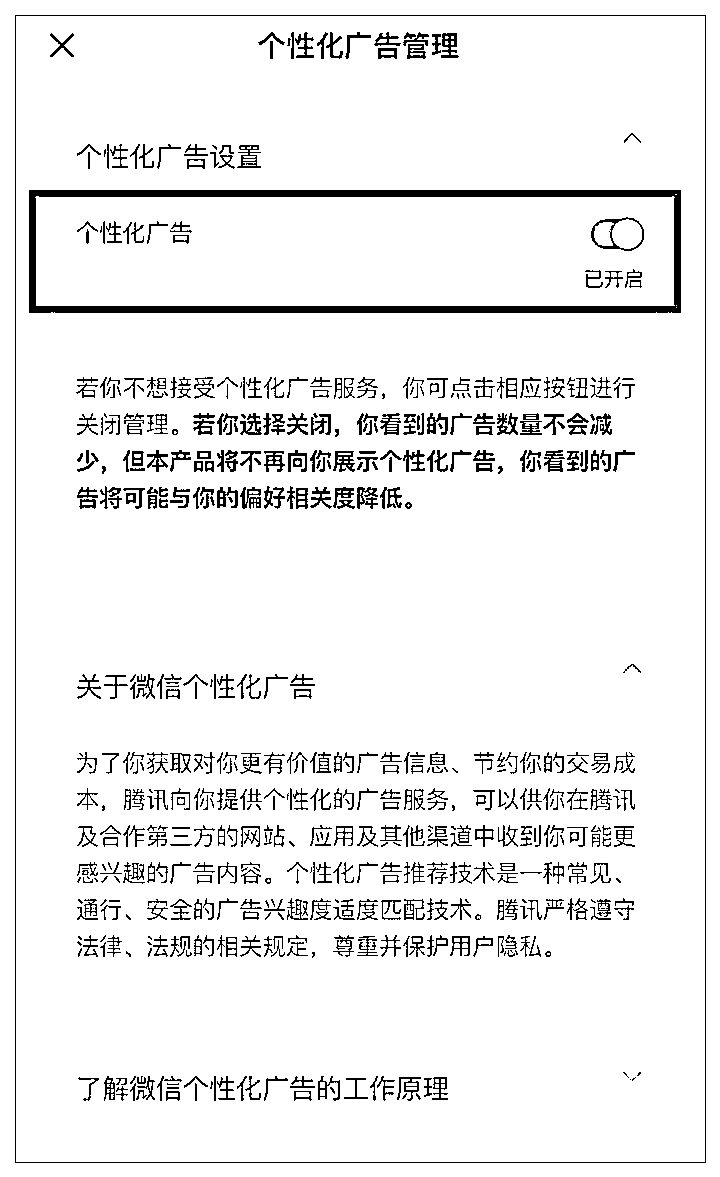 个性化广告管理
个性化广告设置
个性化广告
已开启
若你不想接受个性化广告服务，你可点击相应按钮进行
关闭管理。若你选择关闭，你看到的广告数量不会减
少，但本产品将不再向你展示个性化广告，你看到的广
告将可能与你的偏好相关度降低。
关于微信个性化广告
为了你获取对你更有价值的广告信息、节约你的交易成
本，腾讯向你提供个性化的广告服务，可以供你在腾讯
及合作第三方的网站、应用及其他渠道中收到你可能更
感兴趣的广告内容。个性化广告推荐技术是一种常见、
通行、安全的广告兴趣度适度匹配技术。腾讯严格遵守
法律、法规的相关规定，尊重并保护用户隐私。
了解微信个性化广告的工作原理